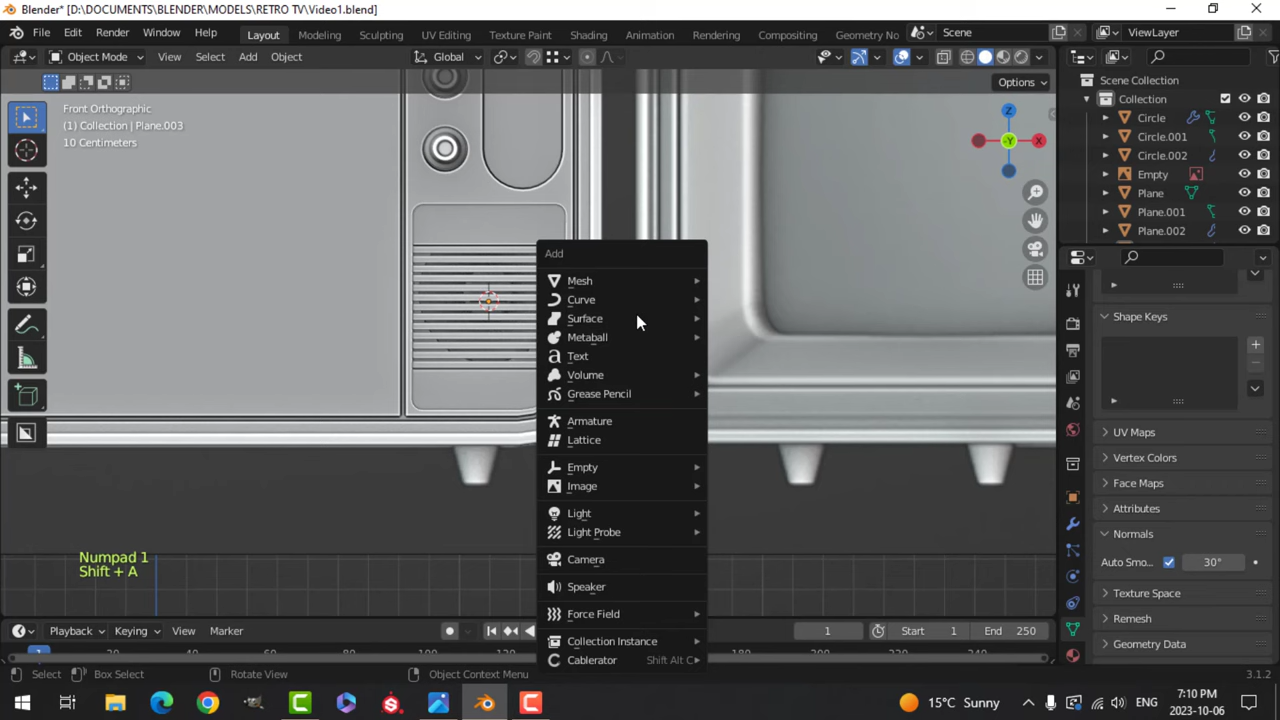 Blender* [D:\DOCUMENTS\BLENDER\MODELS\RETRO TV\Video1.blend]
File Edit Render Window Help Layout Modeling Sculpting UV Editing Texture Paint Shading Animation Rendering Compositing Geometry No Scene ViewLayer
Object Mode View Select Add Object Global
Options
Front Orthographic
(1) Collection | Plane.003
10 Centimeters
Z
X
-Y
Scene Collection
Collection
Circle
Circle.001
Circle.002
Empty
Plane
Plane.001
Plane.002
Add
Mesh
Curve
Surface
Metaball
Text
Volume
Grease Pencil
Armature
Lattice
Empty
Image
Light
Light Probe
Camera
Speaker
Force Field
Collection Instance
Cablerator Shift Alt C
Shape Keys
UV Maps
Vertex Colors
Face Maps
Attributes
Normals
Auto Smo... 30°
Texture Space
Remesh
Geometry Data
Numpad 1
Shift + A
Playback Keying View Marker 1 Start 1 End 250
Select Box Select Rotate View Object Context Menu 3.1.2
15°C Sunny ENG 7:10 PM
2023-10-06